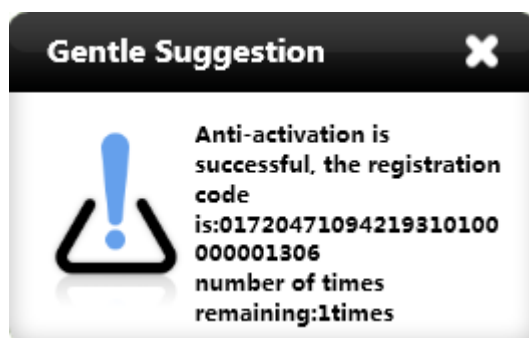 Gentle Suggestion
Anti-activation is
successful, the registration
code
is:01720471094219310100
000001306
number of times
remaining:1times